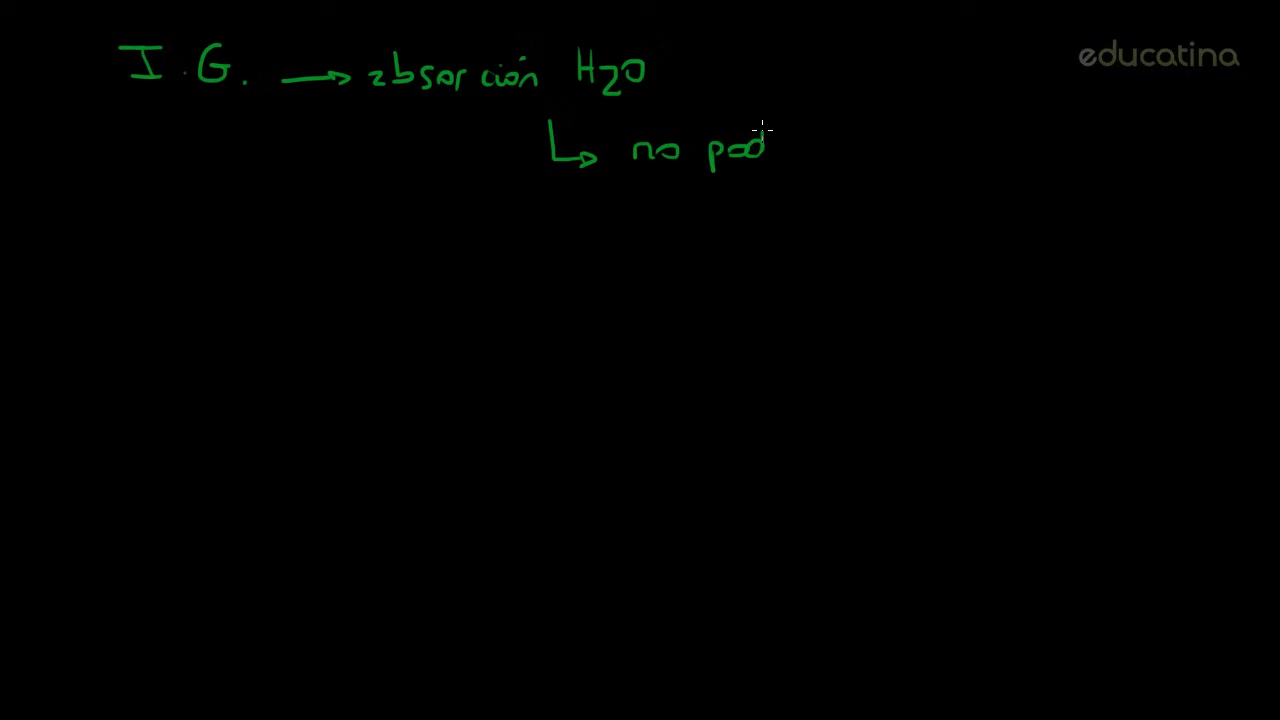 I.G. → absorción H2O
educatina
↳ no pod